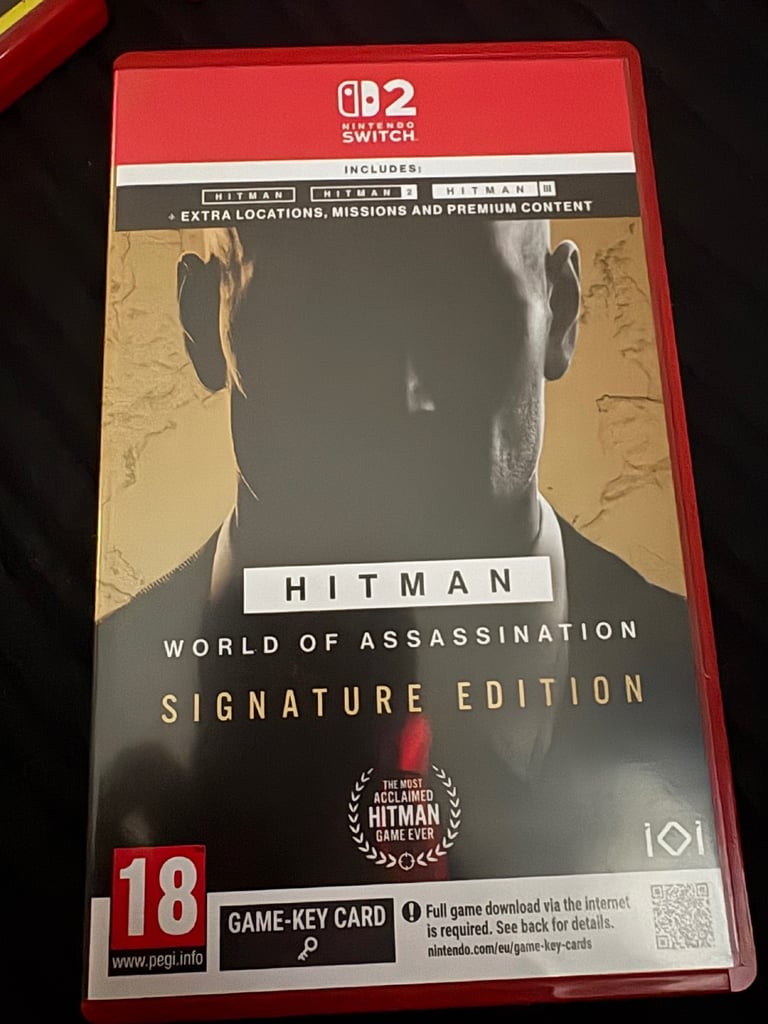 2
NINTENDO
SWITCH™
INCLUDES:
HITMAN HITMAN 2 HITMAN III
+ EXTRA LOCATIONS, MISSIONS AND PREMIUM CONTENT
HITMAN
WORLD OF ASSASSINATION
SIGNATURE EDITION
THE MOST
ACCLAIMED
HITMAN
GAME EVER
iOi
18
www.pegi.info
GAME-KEY CARD
! Full game download via the internet
is required. See back for details.
nintendo.com/eu/game-key-cards